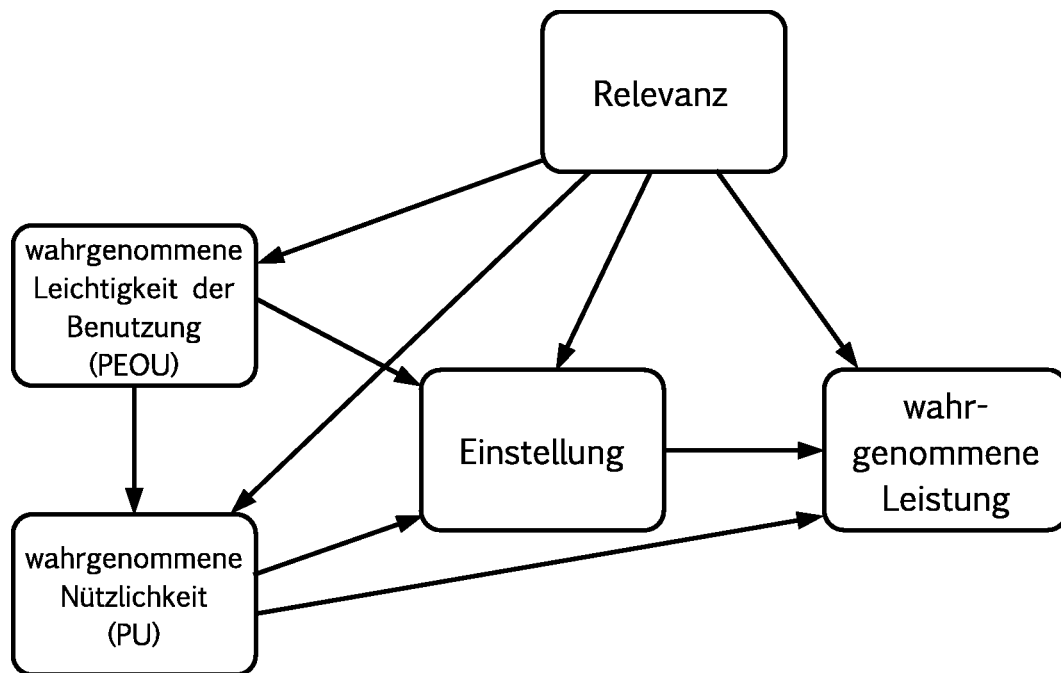 Relevanz
wahrgenommene
Leichtigkeit der
Benutzung
(PEOU)
Einstellung
wahr-
genommene
Leistung
wahrgenommene
Nützlichkeit
(PU)